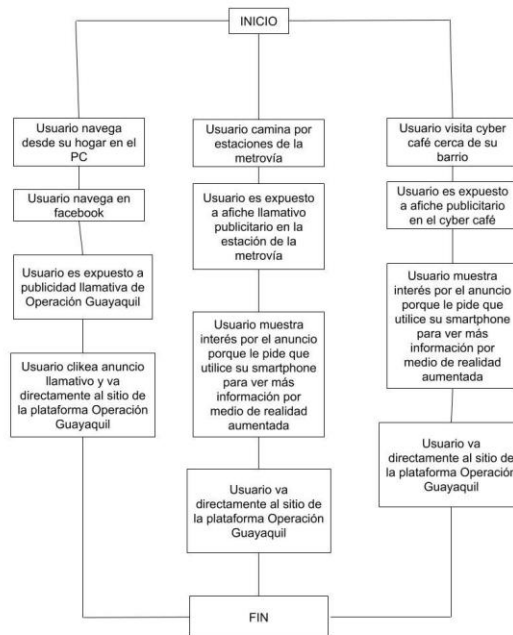 INICIO
Usuario navega
desde su hogar en el
PC
Usuario navega en
facebook
Usuario es expuesto a
publicidad llamativa de
Operación Guayaquil
Usuario clikea anuncio
llamativo y va
directamente al sitio de
la plataforma Operación
Guayaquil
Usuario camina por
estaciones de la
metrovía
Usuario es expuesto
a afiche llamativo
publicitario en la
estación de la
metrovía
Usuario muestra
interés por el anuncio
porque le pide que
utilice su smartphone
para ver más
información por
medio de realidad
aumentada
Usuario va
directamente al sitio de
la plataforma Operación
Guayaquil
Usuario visita cyber
café cerca de su
barrio
Usuario es expuesto
a afiche publicitario
en el cyber café
Usuario muestra
interés por el anuncio
porque le pide que
utilice su smartphone
para ver más
información por
medio de realidad
aumentada
Usuario va
directamente al sitio de
la plataforma Operación
Guayaquil
FIN